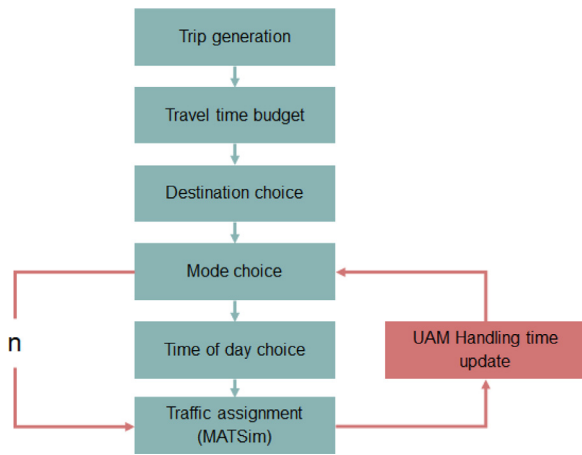 Trip generation
Travel time budget
Destination choice
Mode choice
n
Time of day choice
UAM Handling time
update
Traffic assignment
(MATSim)